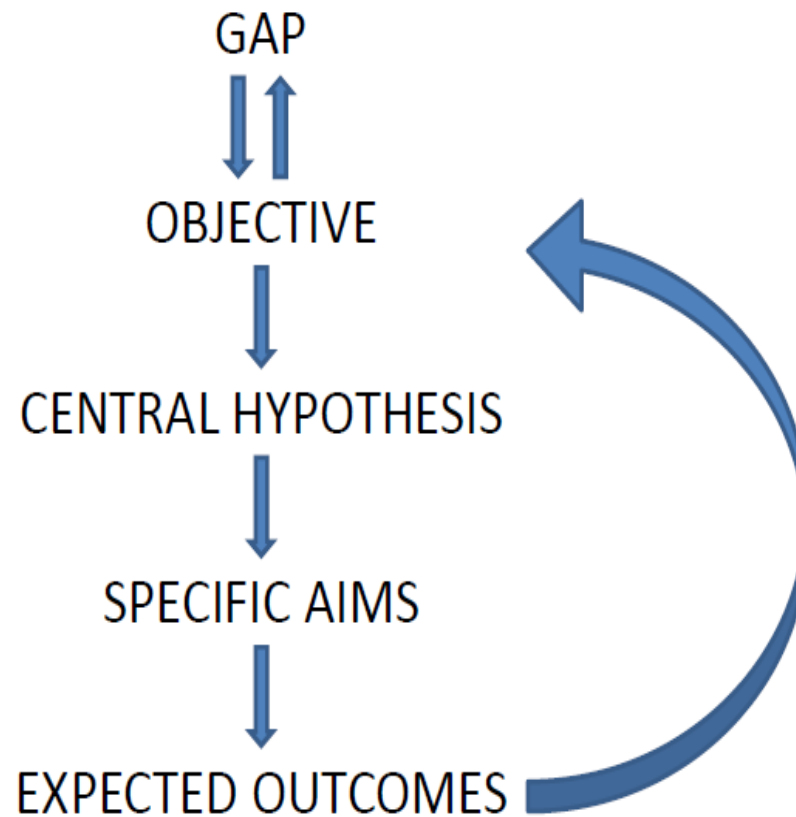 GAP
OBJECTIVE
CENTRAL HYPOTHESIS
SPECIFIC AIMS
EXPECTED OUTCOMES